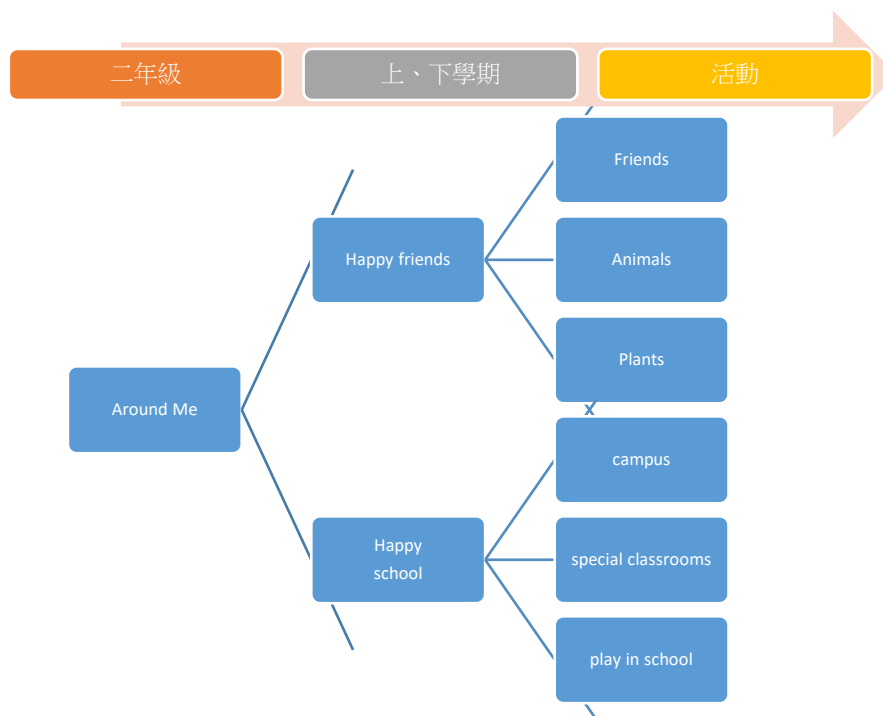 二年級
上、下學期
活動
Friends
Happy friends
Animals
Plants
Around Me
campus
Happy
school
special classrooms
play in school